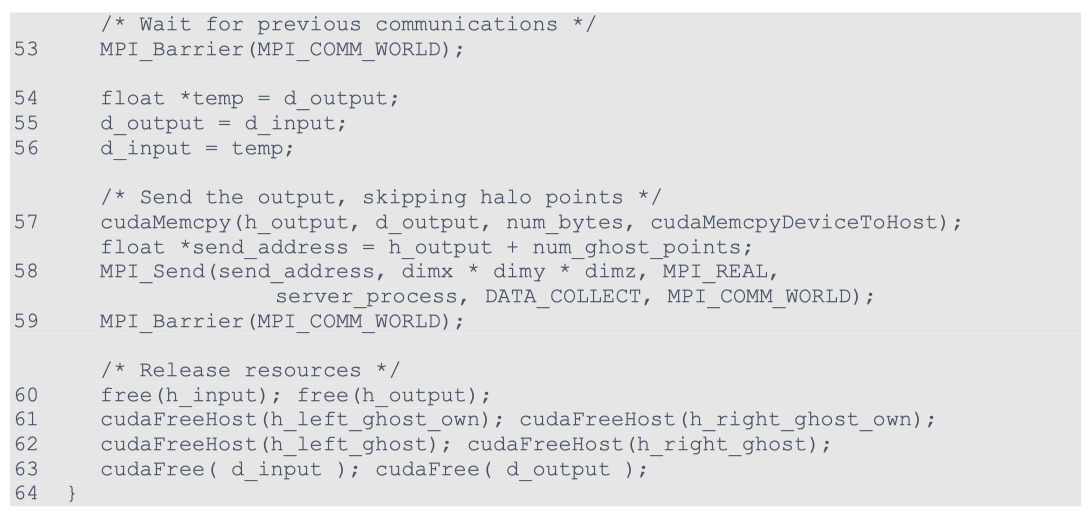 /* Wait for previous communications */
53 MPI_Barrier(MPI_COMM_WORLD);
54 float *temp = d_output;
55 d_output = d_input;
56 d_input = temp;
/* Send the output, skipping halo points */
57 cudaMemcpy(h_output, d_output, num_bytes, cudaMemcpyDeviceToHost);
float *send_address = h_output + num_ghost_points;
58 MPI_Send(send_address, dimx * dimy * dimz, MPI_REAL,
server_process, DATA_COLLECT, MPI_COMM_WORLD);
59 MPI_Barrier(MPI_COMM_WORLD);
/* Release resources */
60 free(h_input); free(h_output);
61 cudaFreeHost(h_left_ghost_own); cudaFreeHost(h_right_ghost_own);
62 cudaFreeHost(h_left_ghost); cudaFreeHost(h_right_ghost);
63 cudaFree( d_input ); cudaFree( d_output );
64 }